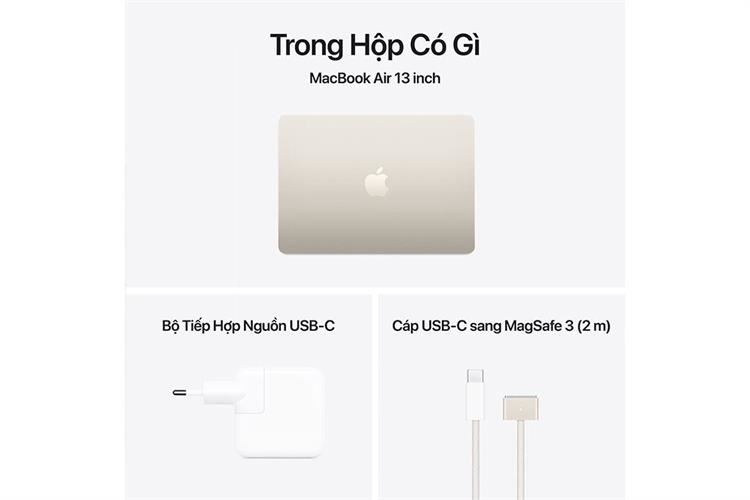 Trong Hộp Có Gì
MacBook Air 13 inch
Bộ Tiếp Hợp Nguồn USB-C
Cáp USB-C sang MagSafe 3 (2 m)